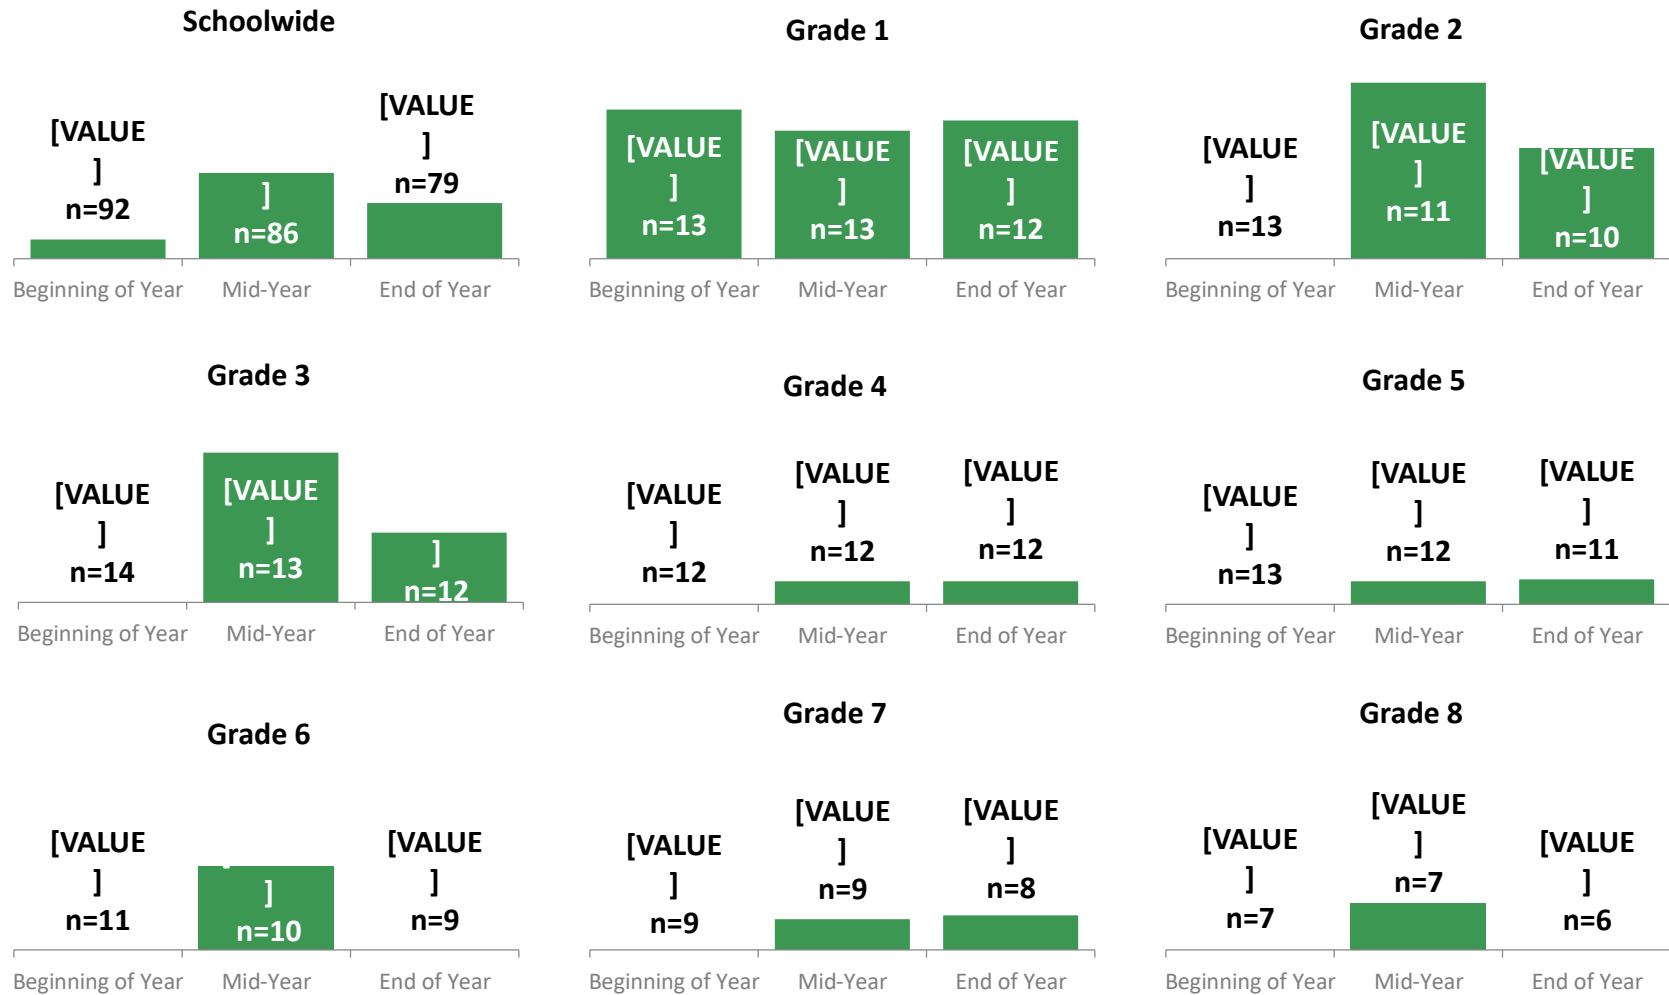 Schoolwide
[VALUE
]
n=92
]
n=86
[VALUE
]
n=79
Beginning of Year
Mid-Year
End of Year
Grade 1
[VALUE
]
n=13
[VALUE
]
n=13
[VALUE
]
n=12
Beginning of Year
Mid-Year
End of Year
Grade 2
[VALUE
]
n=13
[VALUE
]
n=11
[VALUE
]
n=10
Beginning of Year
Mid-Year
End of Year
Grade 3
[VALUE
]
n=14
[VALUE
]
n=13
]
n=12
Beginning of Year
Mid-Year
End of Year
Grade 4
[VALUE
]
n=12
[VALUE
]
n=12
[VALUE
]
n=12
Beginning of Year
Mid-Year
End of Year
Grade 5
[VALUE
]
n=13
[VALUE
]
n=12
[VALUE
]
n=11
Beginning of Year
Mid-Year
End of Year
Grade 6
[VALUE
]
n=11
]
n=10
[VALUE
]
n=9
Beginning of Year
Mid-Year
End of Year
Grade 7
[VALUE
]
n=9
[VALUE
]
n=9
[VALUE
]
n=8
Beginning of Year
Mid-Year
End of Year
Grade 8
[VALUE
]
n=7
[VALUE
]
n=7
[VALUE
]
n=6
Beginning of Year
Mid-Year
End of Year